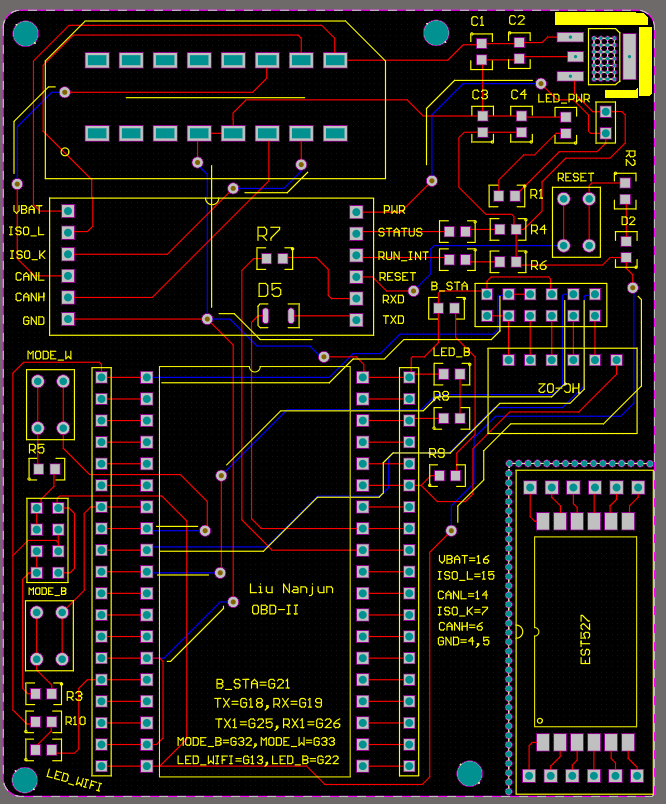 C1 C2
C3 C4 LED_PWR
R2
RESET
R1
VBAT PWR
D2
ISO_L STATUS R4
R7
ISO_K RUN_INT R6
CANL RESET
B_STA
CANH D5 RXD
GND TXD
MODE_W LED_B
HC-02
R8
R5 R9
VBAT=16
ISO_L=15
CANL=14
ISO_K=7
CANH=6
GND=4,5
MODE_B
Liu Nanjun
OBD-II
EST527
B_STA=G21
TX=G18,RX=G19
TX1=G25,RX1=G26
MODE_B=G32,MODE_W=G33
LED_WIFI=G13,LED_B=G22
R3
R10
LED_WIFI